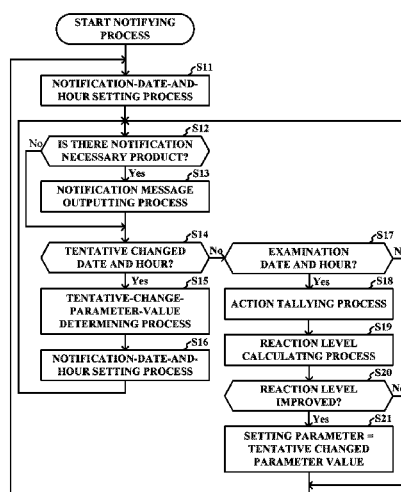 START NOTIFYING
PROCESS
S11
NOTIFICATION-DATE-AND-
HOUR SETTING PROCESS
S12
No
IS THERE NOTIFICATION
NECESSARY PRODUCT?
Yes
S13
NOTIFICATION MESSAGE
OUTPUTTING PROCESS
S14
TENTATIVE CHANGED
DATE AND HOUR?
No
Yes
S15
TENTATIVE-CHANGE-
PARAMETER-VALUE
DETERMINING PROCESS
S16
NOTIFICATION-DATE-AND-
HOUR SETTING PROCESS
S17
EXAMINATION
DATE AND HOUR?
No
Yes
S18
ACTION TALLYING PROCESS
S19
REACTION LEVEL
CALCULATING PROCESS
S20
REACTION LEVEL
IMPROVED?
No
Yes
S21
SETTING PARAMETER =
TENTATIVE CHANGED
PARAMETER VALUE